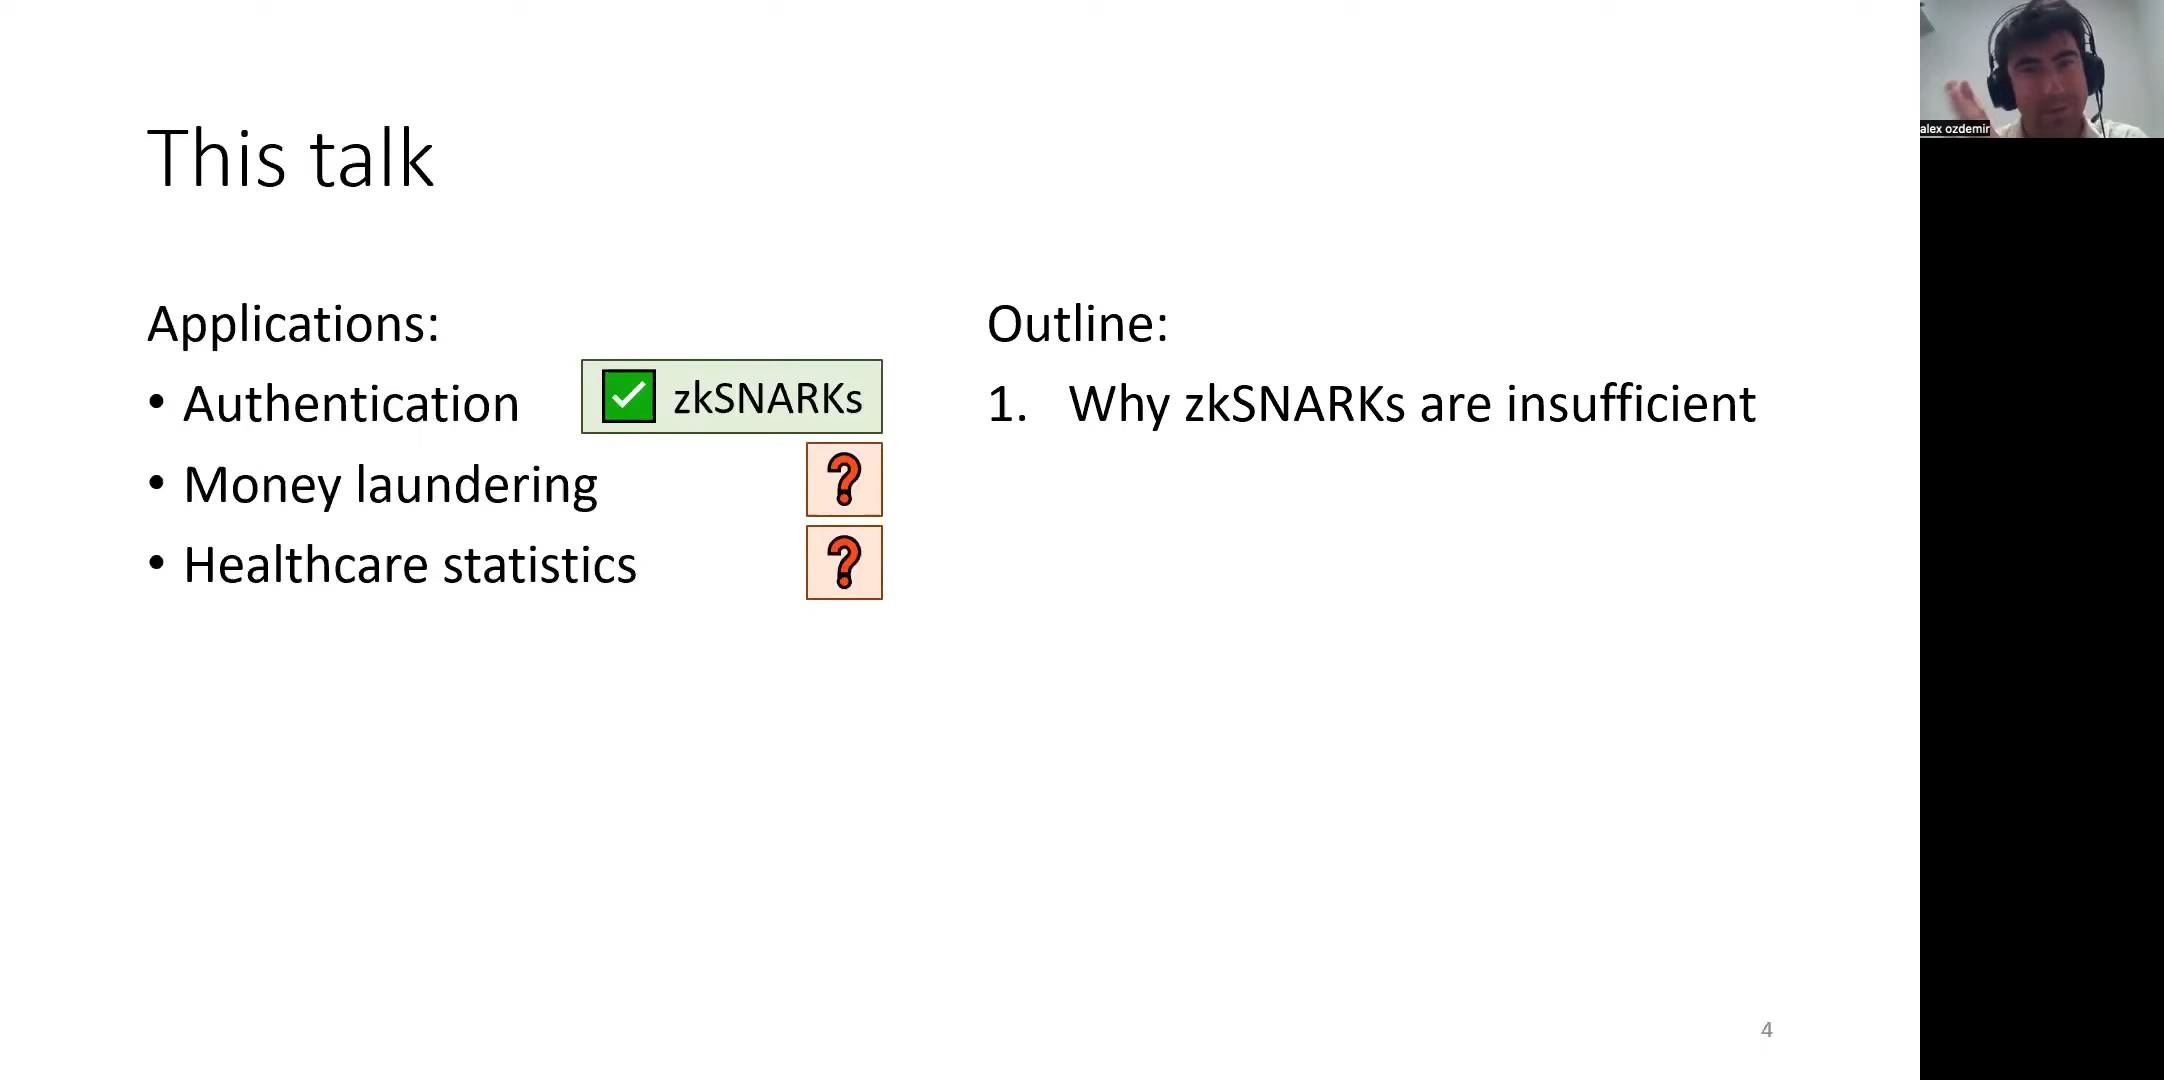 This talk
Applications:
• Authentication
✅ zkSNARKs
• Money laundering
❓
• Healthcare statistics
❓
Outline:
1. Why zkSNARKs are insufficient
alex ozdemir
4